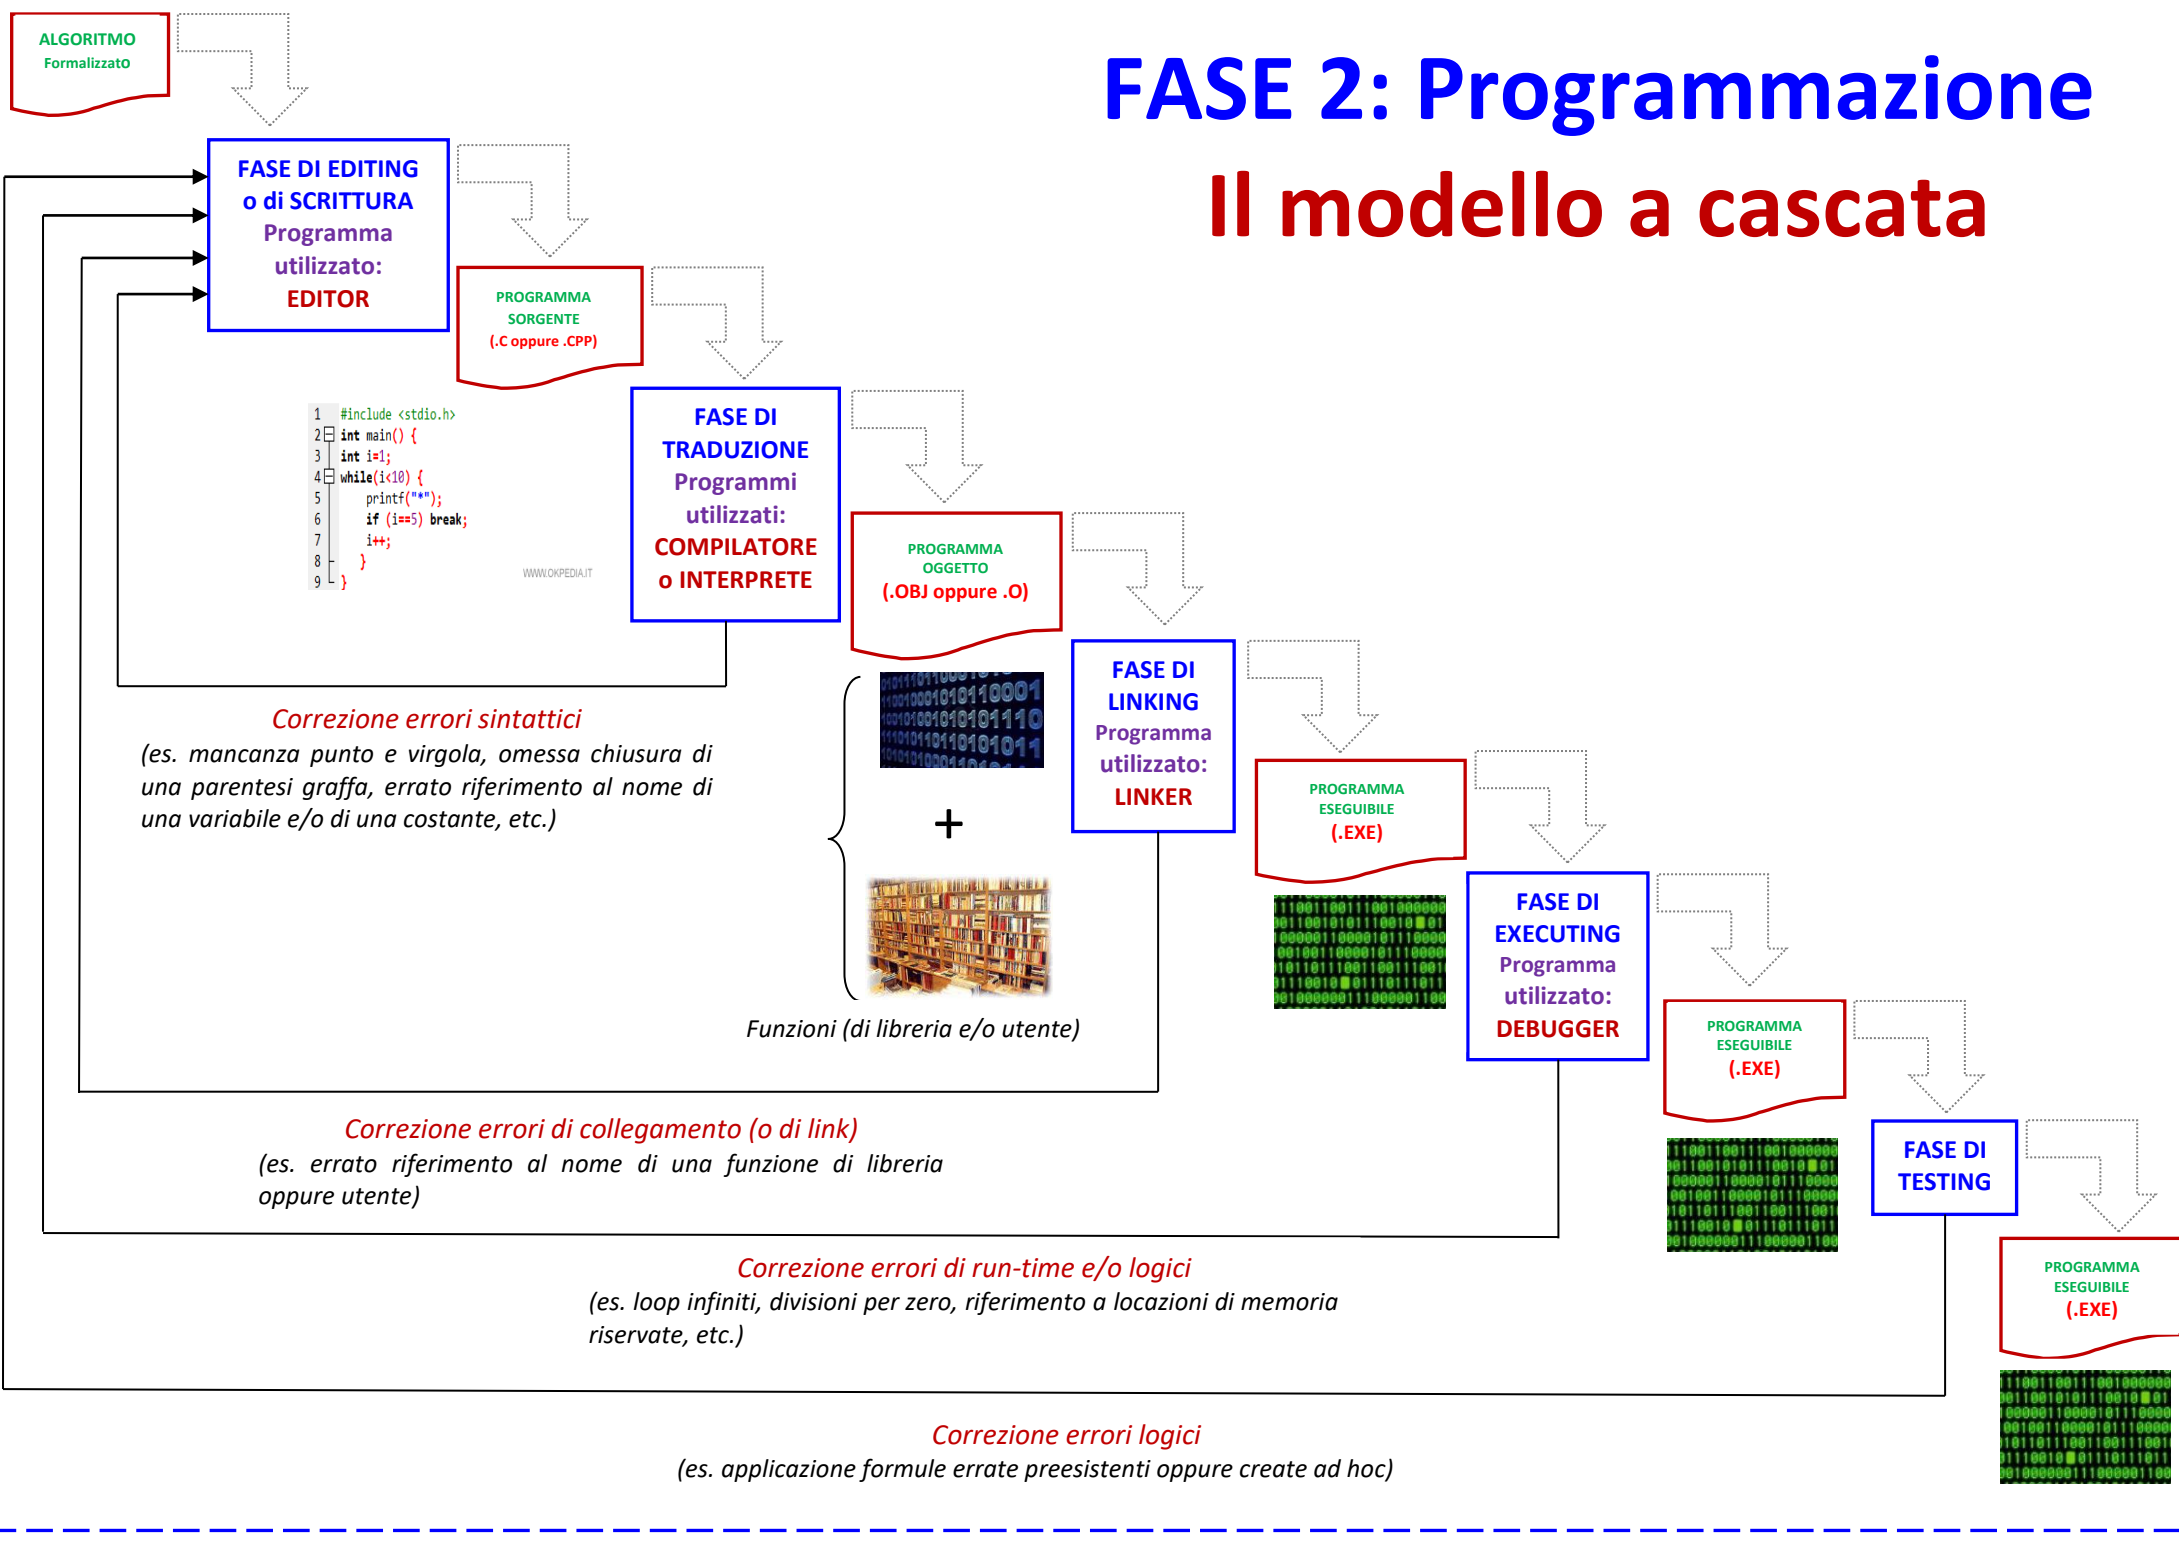 FASE 2: Programmazione
Il modello a cascata
ALGORITMO
Formalizzato
FASE DI EDITING
o di SCRITTURA
Programma
utilizzato:
EDITOR
PROGRAMMA
SORGENTE
(.C oppure .CPP)
1 #include <stdio.h>
2 int main() {
3 int i=1;
4 while(i<10) {
5 printf("*");
6 if (i==5) break;
7 i++;
8 }
9 }
WWW.OKPEDIA.IT
FASE DI
TRADUZIONE
Programmi
utilizzati:
COMPILATORE
o INTERPRETE
PROGRAMMA
OGGETTO
(.OBJ oppure .O)
Correzione errori sintattici
(es. mancanza punto e virgola, omessa chiusura di
una parentesi graffa, errato riferimento al nome di
una variabile e/o di una costante, etc.)
+
Funzioni (di libreria e/o utente)
FASE DI
LINKING
Programma
utilizzato:
LINKER
PROGRAMMA
ESEGUIBILE
(.EXE)
Correzione errori di collegamento (o di link)
(es. errato riferimento al nome di una funzione di libreria
oppure utente)
FASE DI
EXECUTING
Programma
utilizzato:
DEBUGGER
PROGRAMMA
ESEGUIBILE
(.EXE)
Correzione errori di run-time e/o logici
(es. loop infiniti, divisioni per zero, riferimento a locazioni di memoria
riservate, etc.)
FASE DI
TESTING
PROGRAMMA
ESEGUIBILE
(.EXE)
Correzione errori logici
(es. applicazione formule errate preesistenti oppure create ad hoc)